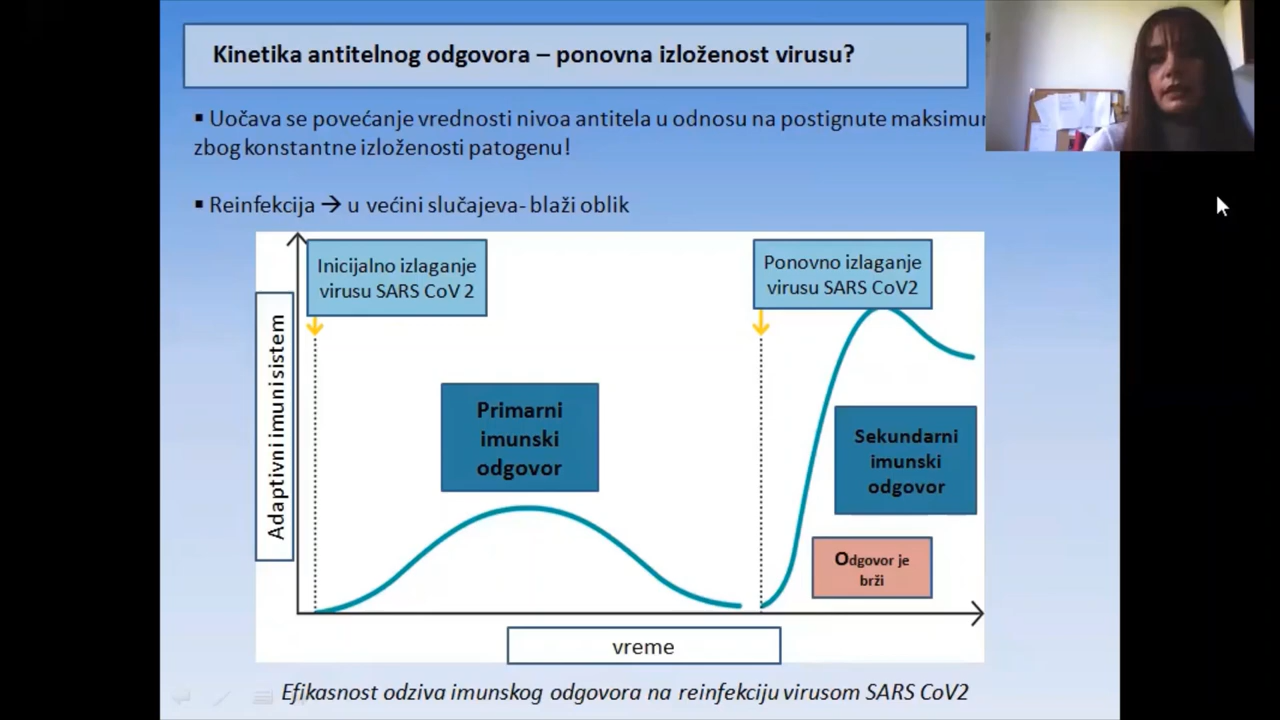 Kinetika antitelnog odgovora – ponovna izloženost virusu?
▪ Uočava se povećanje vrednosti nivoa antitela u odnosu na postignute
zbog konstantne izloženosti patogenu!
▪ Reinfekcija → u većini slučajeva- blaži oblik
Inicijalno izlaganje
virusu SARS CoV 2
Ponovno izlaganje
virusu SARS CoV2
Adaptivni imuni sistem
Primarni
imunski
odgovor
Sekundarni
imunski
odgovor
Odgovor je
brži
vreme
Efikasnost odziva imunskog odgovora na reinfekciju virusom SARS CoV2